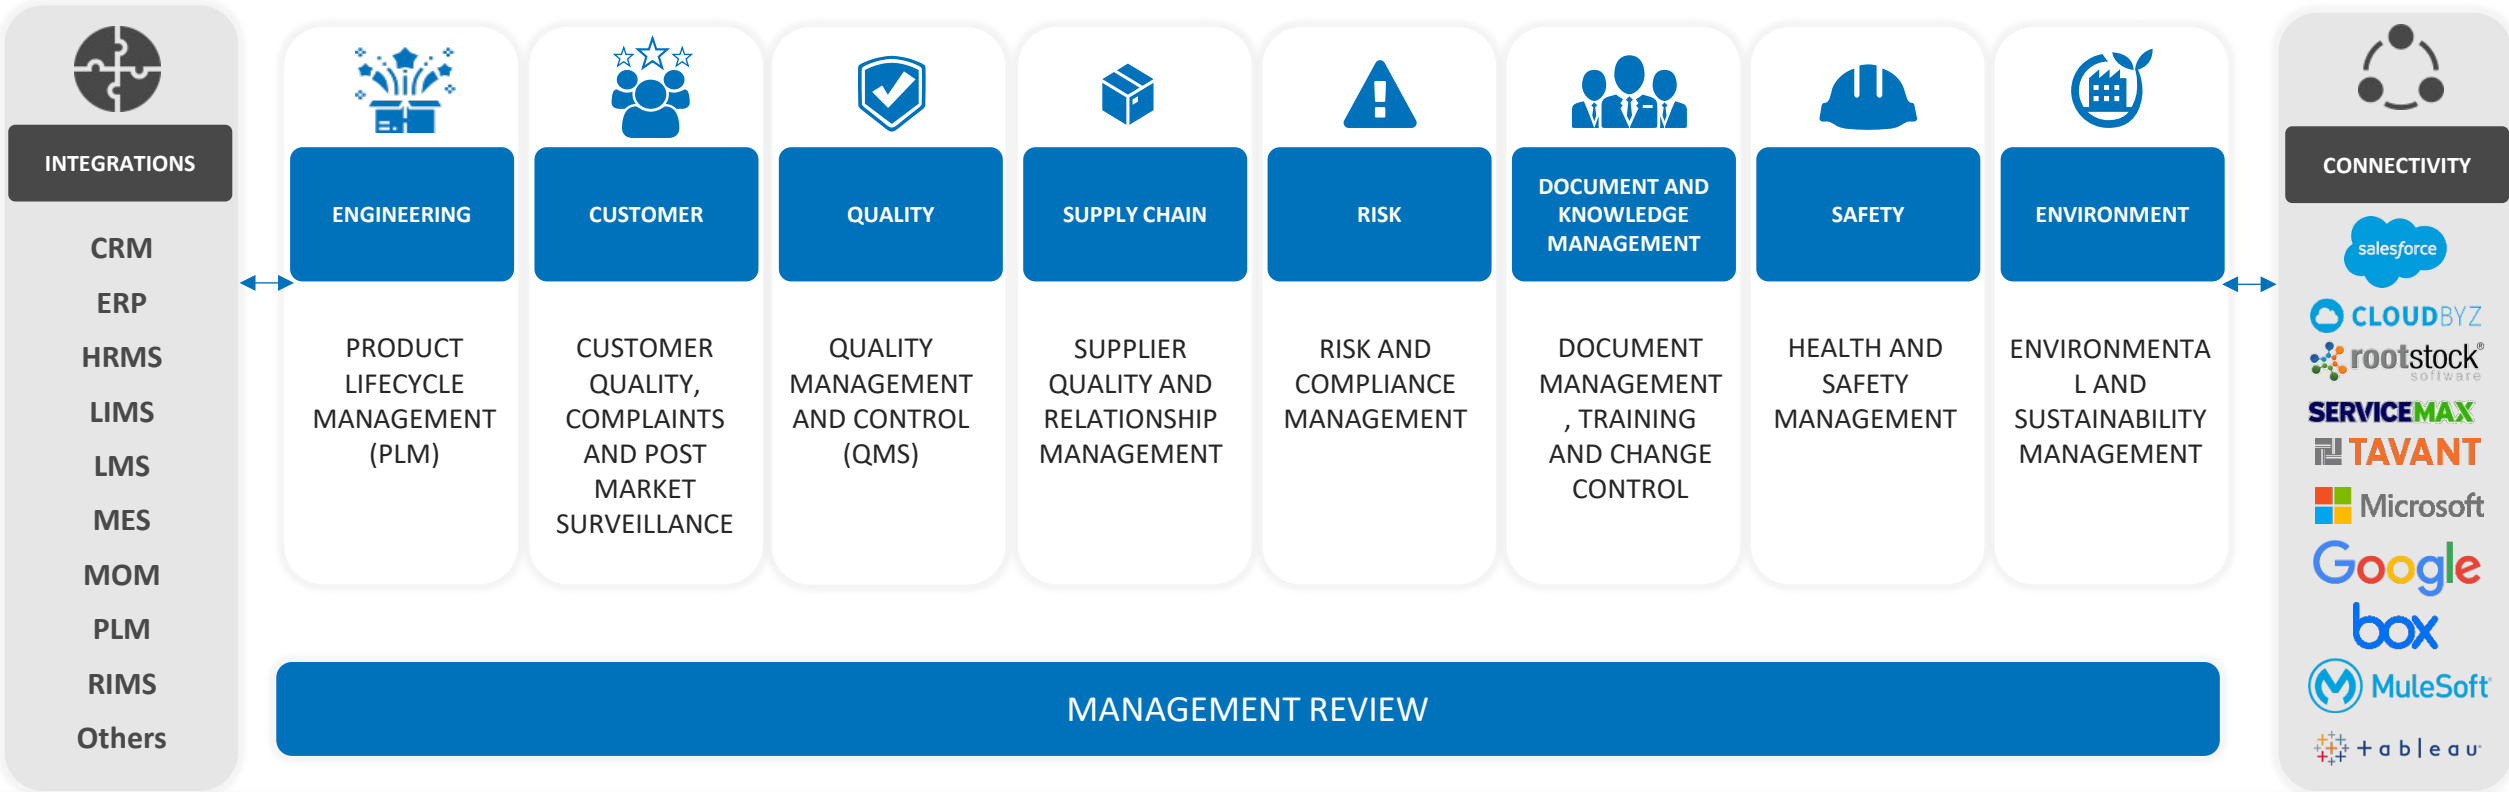 INTEGRATIONS
CRM
ERP
HRMS
LIMS
LMS
MES
MOM
PLM
RIMS
Others
ENGINEERING
PRODUCT
LIFECYCLE
MANAGEMENT
(PLM)
CUSTOMER
CUSTOMER
QUALITY,
COMPLAINTS
AND POST
MARKET
SURVEILLANCE
QUALITY
QUALITY
MANAGEMENT
AND CONTROL
(QMS)
SUPPLY CHAIN
SUPPLIER
QUALITY AND
RELATIONSHIP
MANAGEMENT
RISK
RISK AND
COMPLIANCE
MANAGEMENT
DOCUMENT AND
KNOWLEDGE
MANAGEMENT
DOCUMENT
MANAGEMENT
, TRAINING
AND CHANGE
CONTROL
SAFETY
HEALTH AND
SAFETY
MANAGEMENT
ENVIRONMENT
ENVIRONMENTA
L AND
SUSTAINABILITY
MANAGEMENT
MANAGEMENT REVIEW
CONNECTIVITY
salesforce
CLOUDBYZ
rootstock®
software
SERVICEMAX
TAVANT
Microsoft
Google
box
MuleSoft
+ableau